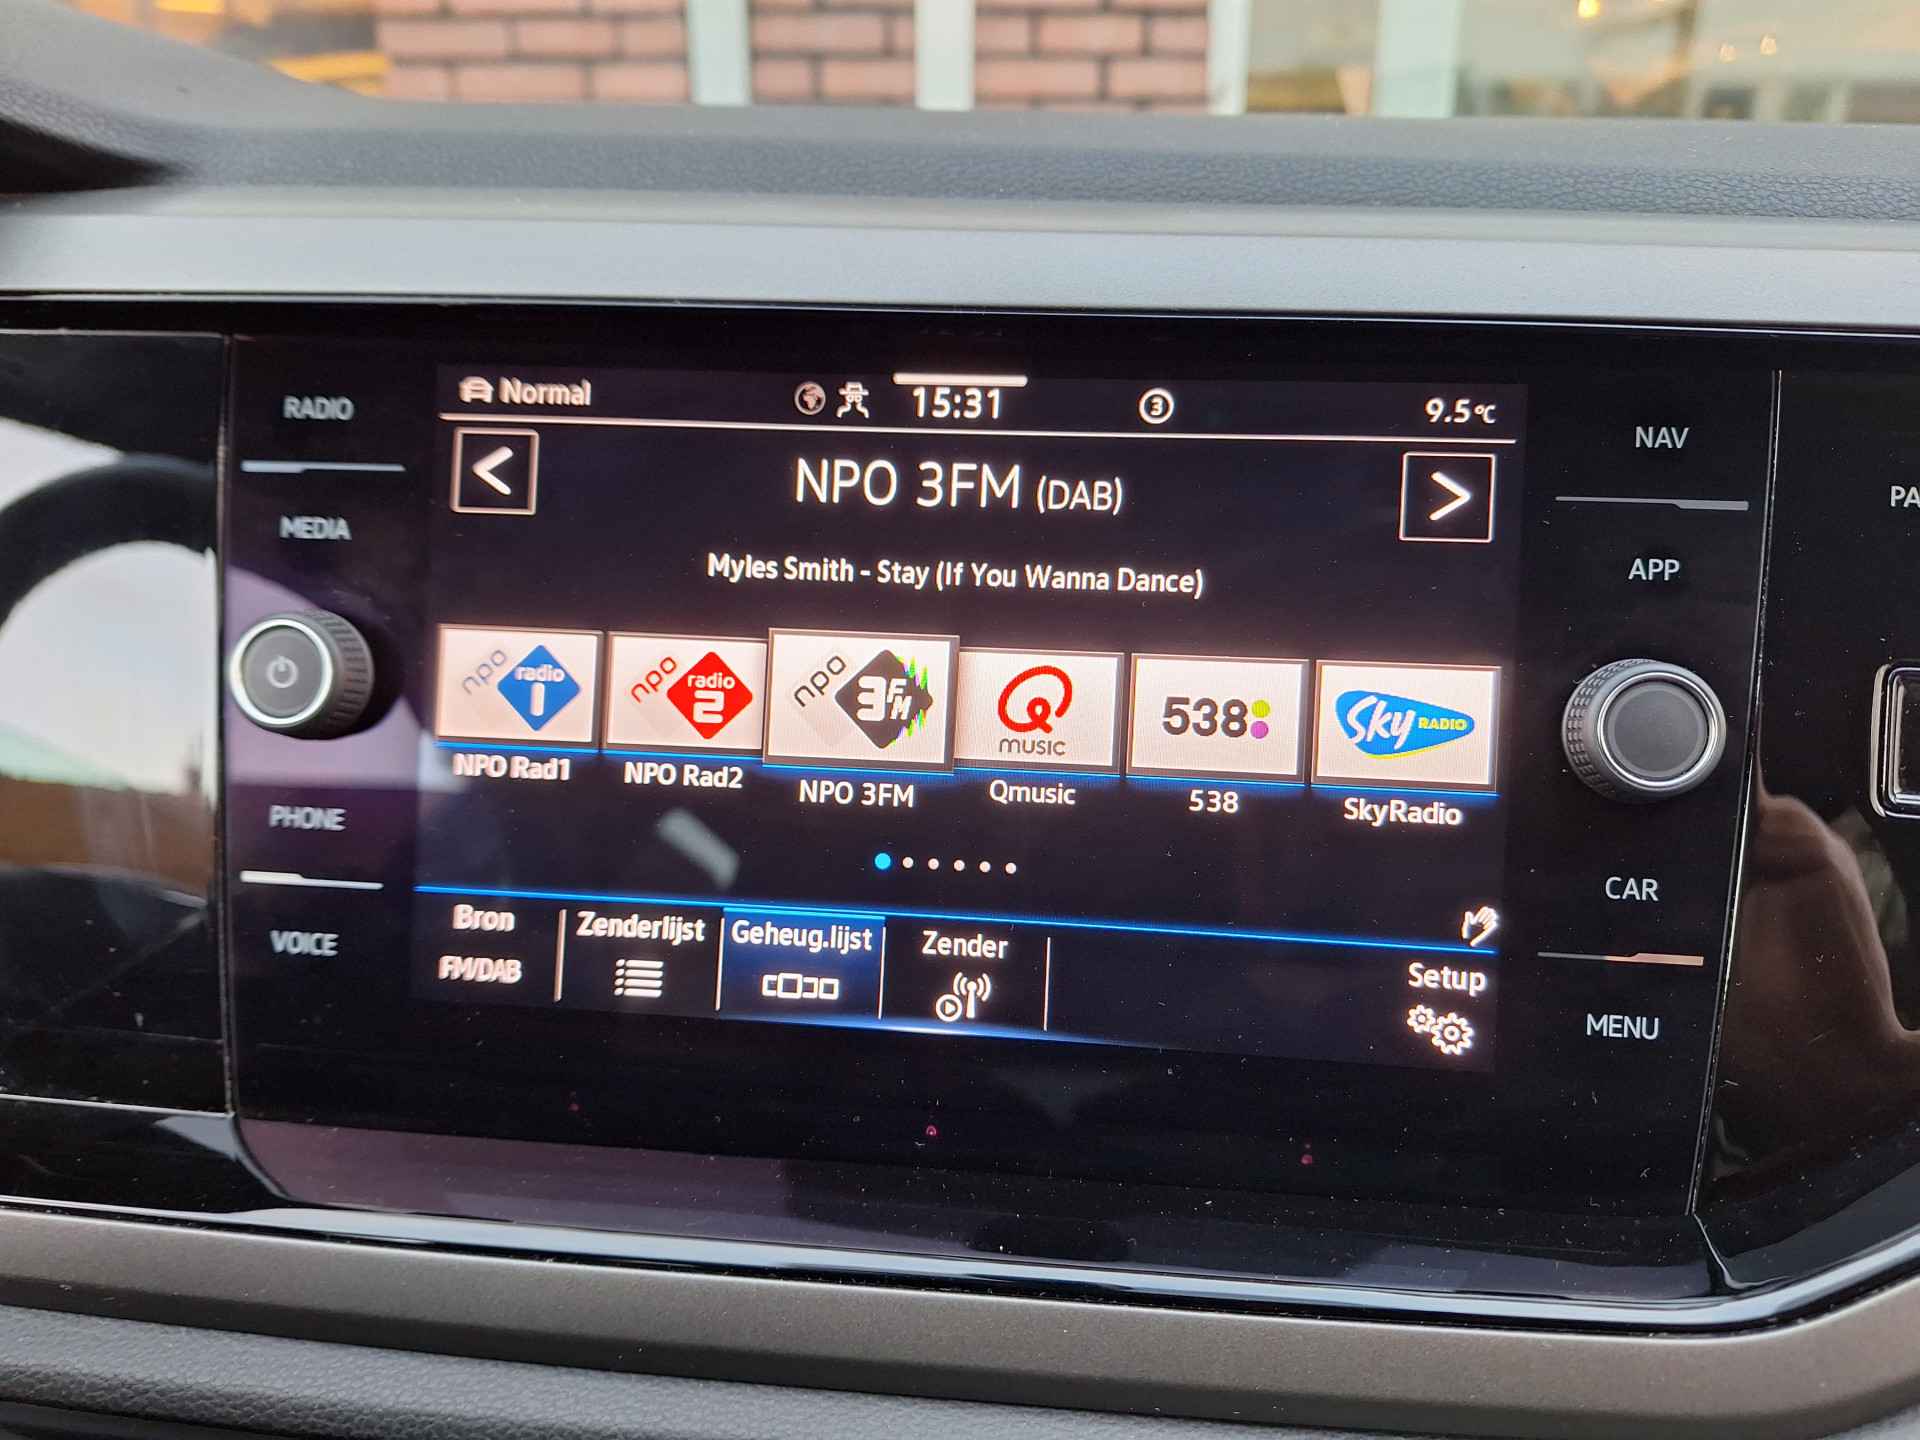 RADIO
MEDIA
PHONE
VOICE
Normal
15:31
3
9.5°C
NPO 3FM (DAB)
Myles Smith - Stay (If You Wanna Dance)
npo radio 1
npo radio 2
npo 3FM
Q MUSIC
538
Sky RADIO
NPO Rad1
NPO Rad2
NPO 3FM
Qmusic
538
SkyRadio
Bron
FM/DAB
Zenderlijst
Geheug.lijst
Zender
Setup
NAV
APP
CAR
MENU
PA